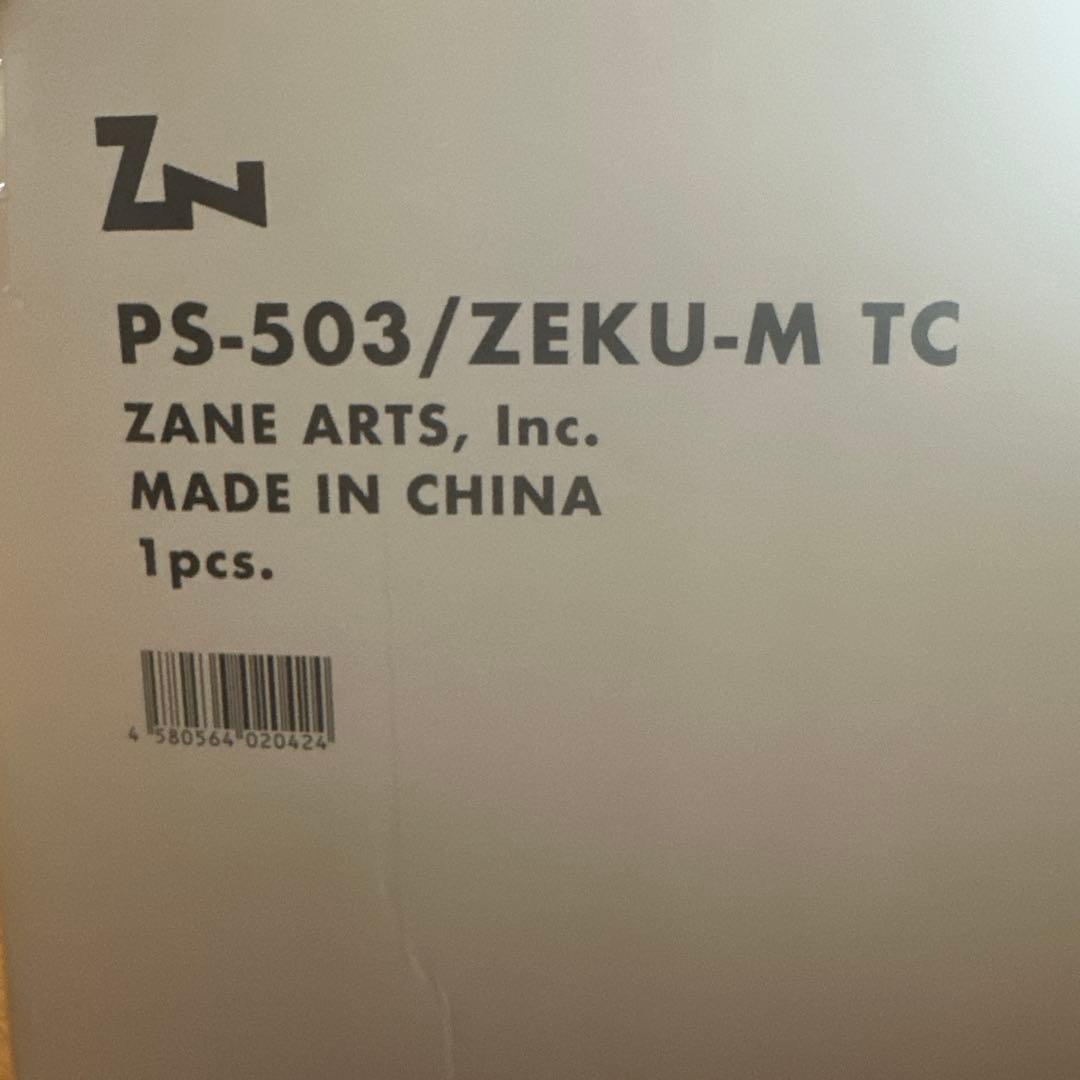 ZN
PS-503/ZEKU-M TC
ZANE ARTS, Inc.
MADE IN CHINA
1pcs.
4 580564 020424